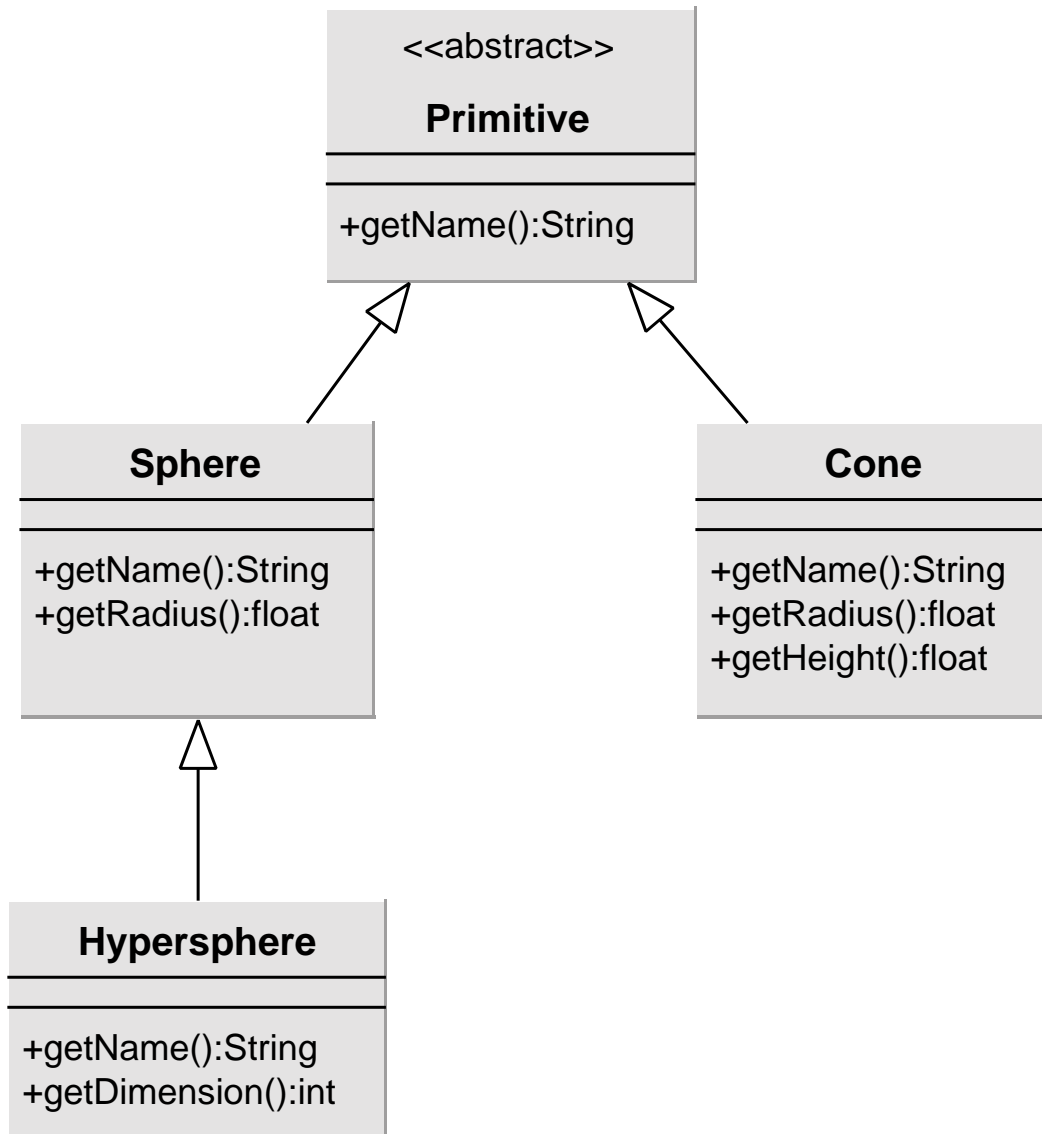 <<abstract>>
Primitive
+getName():String
Sphere
+getName():String
+getRadius():float
Cone
+getName():String
+getRadius():float
+getHeight():float
Hypersphere
+getName():String
+getDimension():int